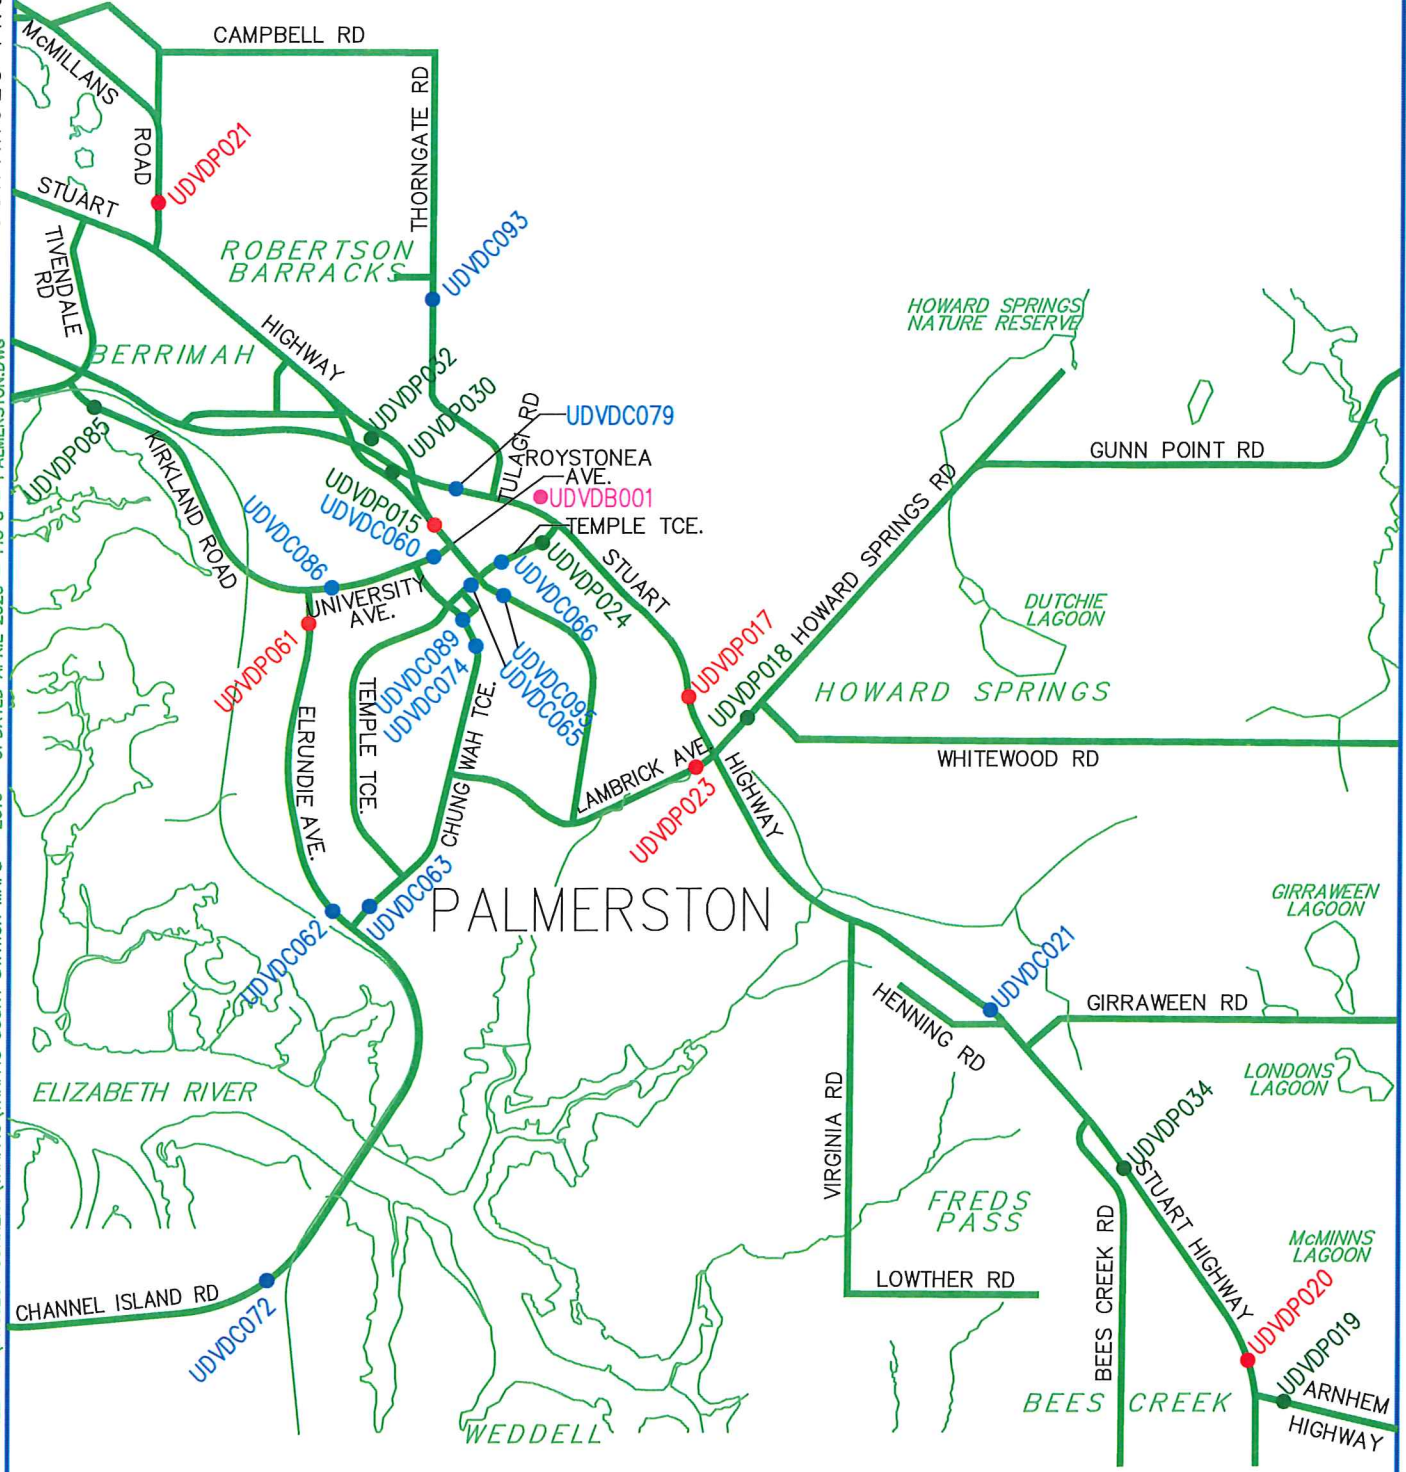 CAMPBELL RD
McMILLANS
ROAD
THORNGATE RD
UDVDP021
STUART
TIVENDALE
RD
ROBERTSON
BARRACKS
UDVDC093
HOWARD SPRINGS
NATURE RESERVE
HIGHWAY
BERRIMAH
UDVDP032
UDVDP030
TULAGI RD
UDVDC079
UDVDP085
KIRKLAND ROAD
ROYSTONEA
AVE.
GUNN POINT RD
UDVDP015
UDVDB001
UDVDC060
TEMPLE TCE.
HOWARD SPRINGS RD
UDVDC086
STUART
UDVDP024
UDVDC066
UNIVERSITY
AVE.
DUTCHIE
LAGOON
UDVDP061
UDVDC089
UDVDC074
UDVDC095
UDVDC065
UDVDP017
UDVDP018
HOWARD SPRINGS
TEMPLE TCE.
ELRUNDIE AVE.
CHUNG WAH TCE.
LAMBRICK AVE.
HIGHWAY
WHITEWOOD RD
UDVDP023
UDVDC063
PALMERSTON
GIRRAWEEN
LAGOON
UDVDC062
UDVDC021
HENNING RD
GIRRAWEEN RD
ELIZABETH RIVER
LONDONS
LAGOON
VIRGINIA RD
UDVDP034
STUART HIGHWAY
FREDS
PASS
BEES CREEK RD
McMINNS
LAGOON
LOWTHER RD
CHANNEL ISLAND RD
UDVDC072
UDVDP020
UDVDP019
ARNHEM
HIGHWAY
BEES CREEK
WEDDELL